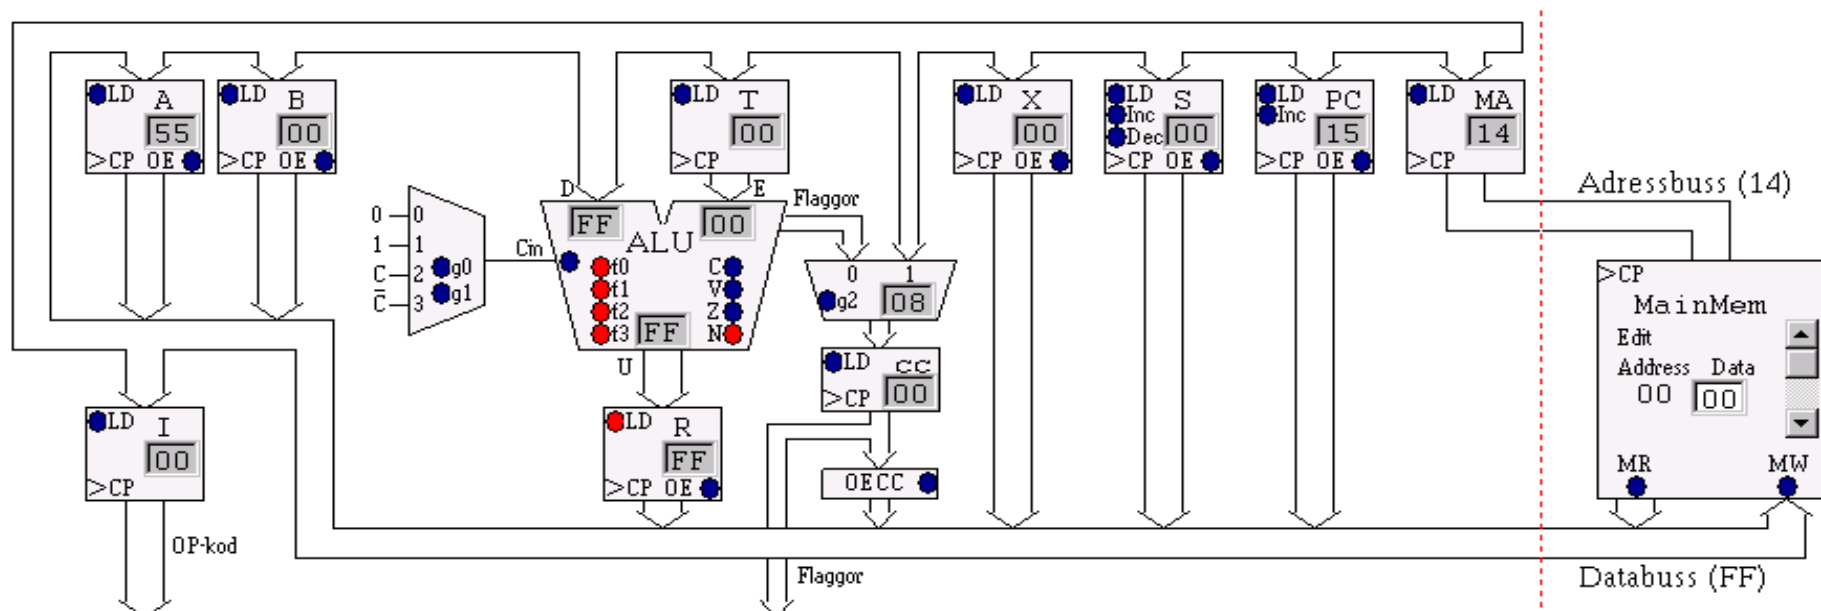 LD A
55
>CP OE
LD B
00
>CP OE
LD T
00
>CP
LD X
00
>CP OE
LD S
Inc
Dec
00
>CP OE
LD PC
Inc
15
>CP OE
LD MA
14
>CP
Adressbuss (14)
0 0
1 1
C 2 g0
C̄ 3 g1
Cin
D E
FF 00
ALU
f0 C
f1 V
f2 Z
f3 FF N
U
Flaggor
0 1
g2 08
LD CC
>CP 00
OECC
LD R
FF
>CP OE
LD I
00
>CP
OP-kod
Flaggor
>CP
MainMem
Edit
Address Data
00 00
MR MW
Databuss (FF)